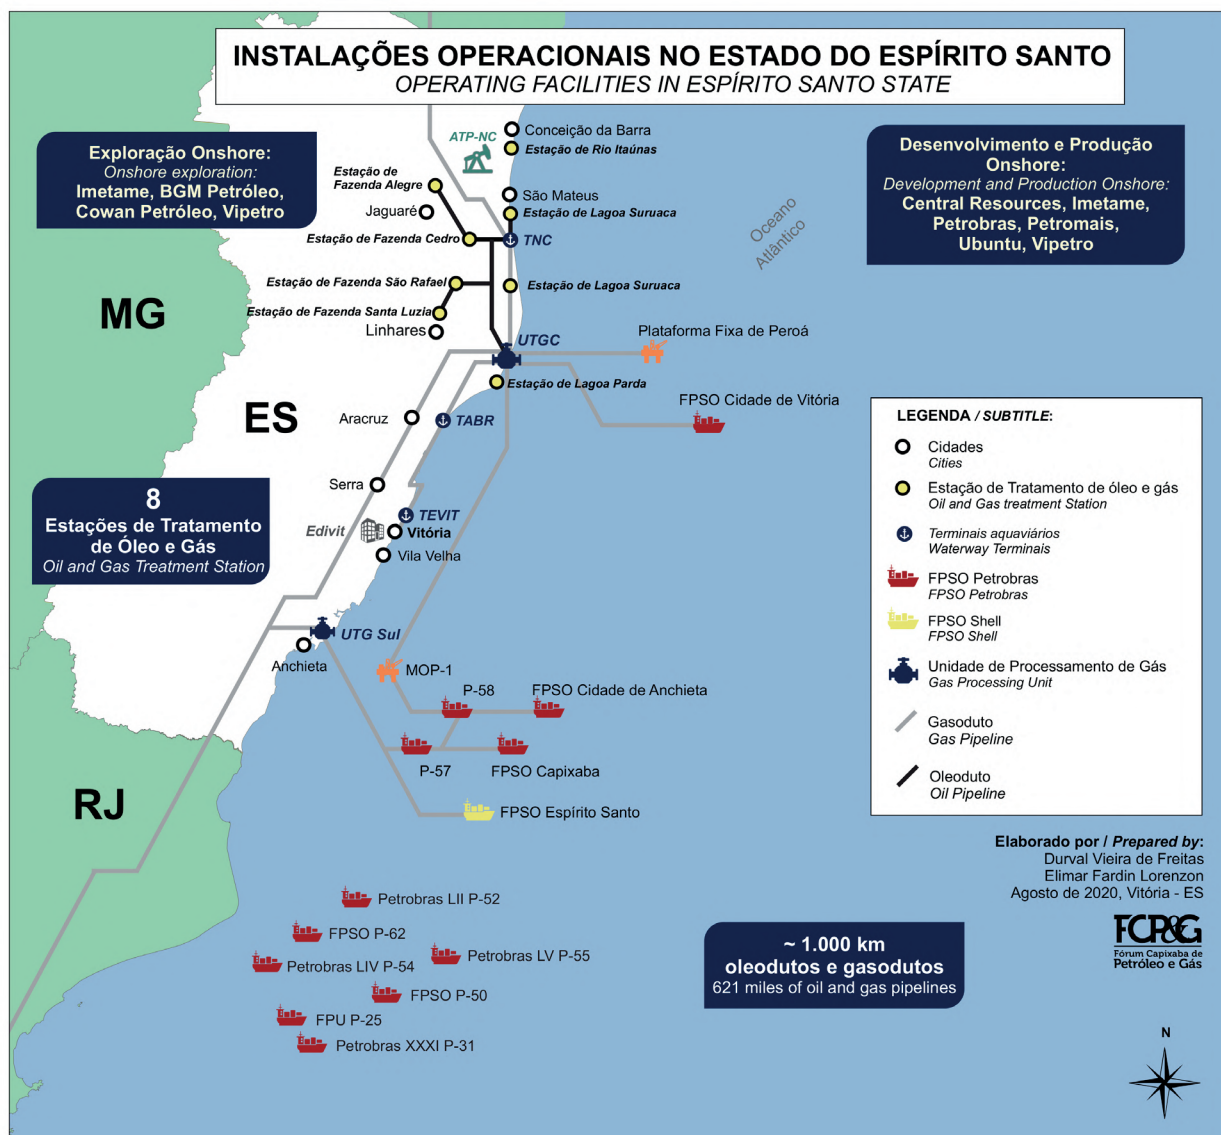 INSTALAÇÕES OPERACIONAIS NO ESTADO DO ESPÍRITO SANTO
OPERATING FACILITIES IN ESPÍRITO SANTO STATE
Exploração Onshore:
Onshore exploration:
Imetame, BGM Petróleo,
Cowan Petróleo, Vipetro
Desenvolvimento e Produção
Onshore:
Development and Production Onshore:
Central Resources, Imetame,
Petrobras, Petromais,
Ubuntu, Vipetro
ATP-NC
Conceição da Barra
Estação de Rio Itaúnas
Estação de
Fazenda Alegre
São Mateus
Jaguaré
Estação de Lagoa Suruaca
Estação de Fazenda Cedro
TNC
Oceano
Atlântico
Estação de Fazenda São Rafael
Estação de Lagoa Suruaca
Estação de Fazenda Santa Luzia
Linhares
MG
UTGC
Plataforma Fixa de Peroá
Estação de Lagoa Parda
FPSO Cidade de Vitória
ES
Aracruz
TABR
Serra
TEVIT
Edivit
Vitória
Vila Velha
8
Estações de Tratamento
de Óleo e Gás
Oil and Gas Treatment Station
UTG Sul
Anchieta
MOP-1
P-58
FPSO Cidade de Anchieta
P-57
FPSO Capixaba
FPSO Espírito Santo
RJ
Petrobras LII P-52
FPSO P-62
Petrobras LV P-55
Petrobras LIV P-54
FPSO P-50
FPU P-25
Petrobras XXXI P-31
LEGENDA / SUBTITLE:
Cidades
Cities
Estação de Tratamento de óleo e gás
Oil and Gas treatment Station
Terminais aquaviários
Waterway Terminais
FPSO Petrobras
FPSO Petrobras
FPSO Shell
FPSO Shell
Unidade de Processamento de Gás
Gas Processing Unit
Gasoduto
Gas Pipeline
Oleoduto
Oil Pipeline
Elaborado por / Prepared by:
Durval Vieira de Freitas
Elimar Fardin Lorenzon
Agosto de 2020, Vitória - ES
FCP&G
Fórum Capixaba de
Petróleo e Gás
~ 1.000 km
oleodutos e gasodutos
621 miles of oil and gas pipelines
N